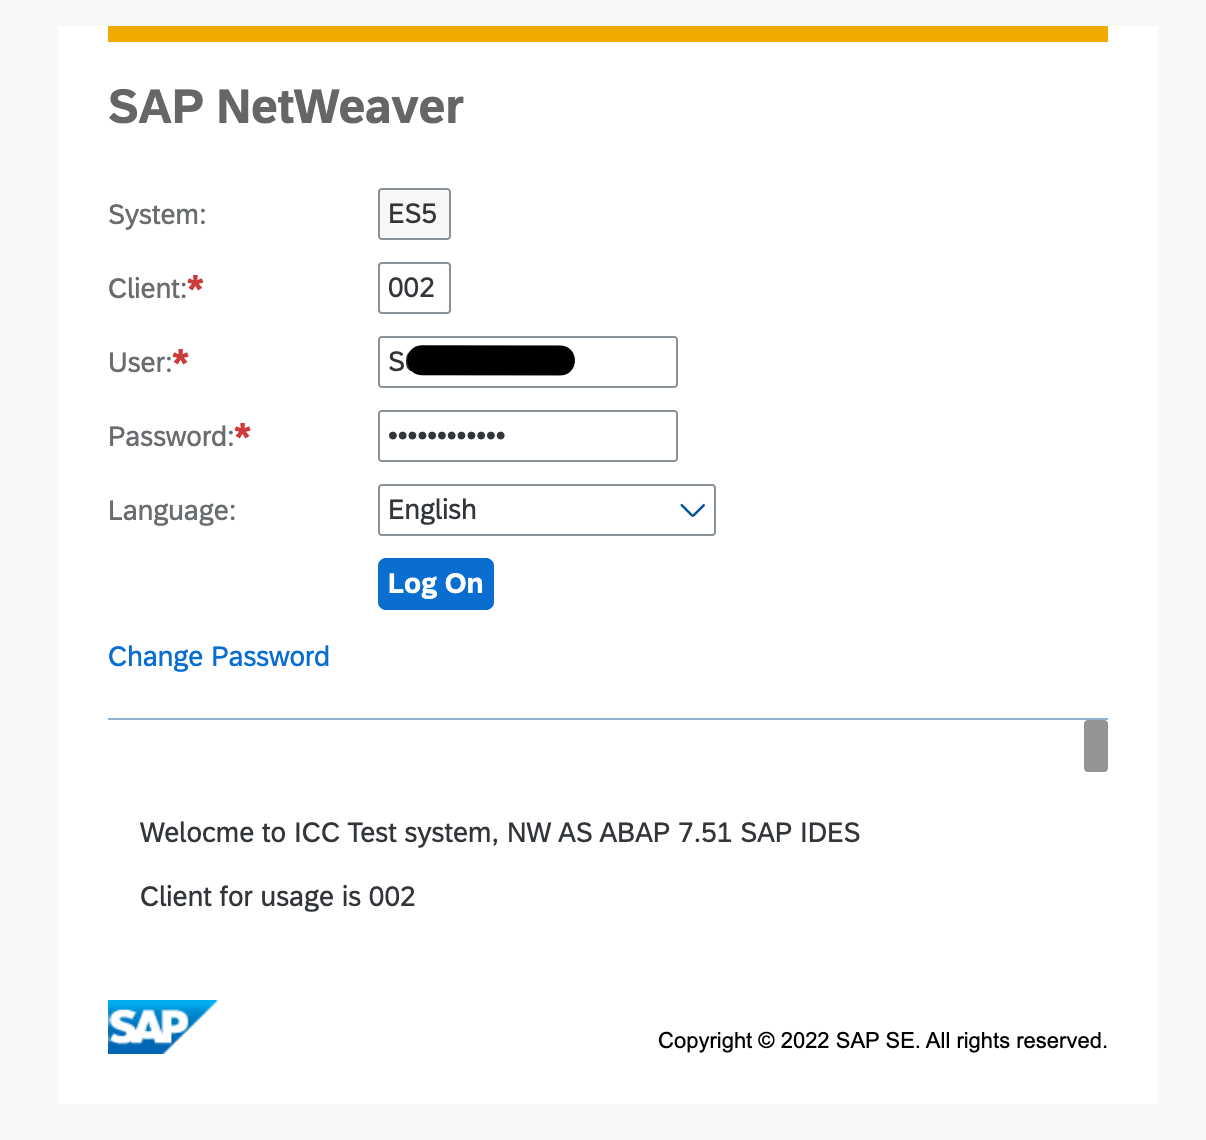 SAP NetWeaver
System: ES5
Client:* 002
User:* S
Password:* ••••••••••••
Language: English
Log On
Change Password
Welocme to ICC Test system, NW AS ABAP 7.51 SAP IDES
Client for usage is 002
SAP
Copyright © 2022 SAP SE. All rights reserved.